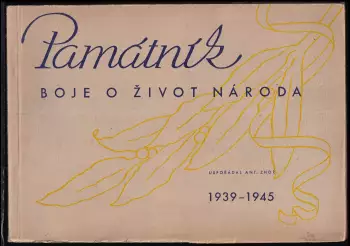 Památník
BOJE O ŽIVOT NÁRODA
USPOŘÁDAL ANT. ZHOŘ
1939-1945